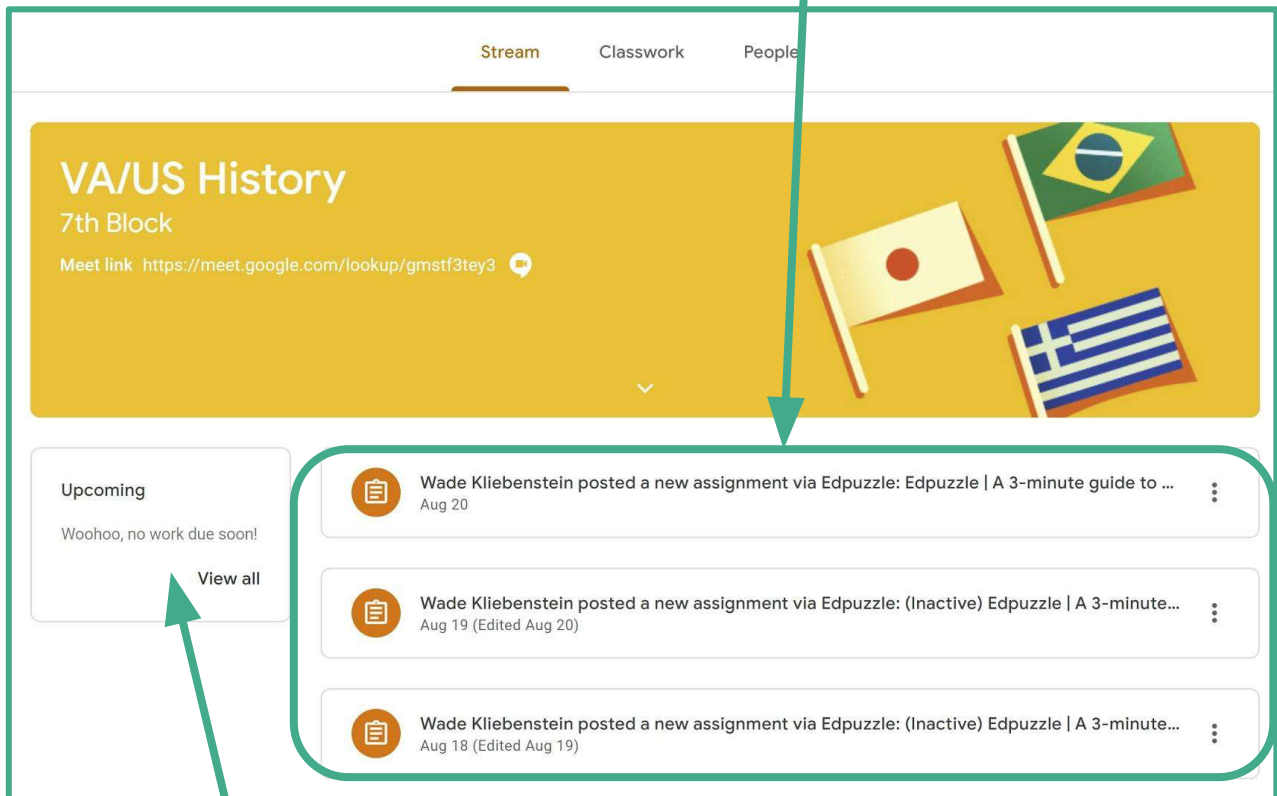 Stream Classwork People
VA/US History
7th Block
Meet link https://meet.google.com/lookup/gmstf3tey3
Upcoming
Woohoo, no work due soon!
View all
Wade Kliebenstein posted a new assignment via Edpuzzle: Edpuzzle | A 3-minute guide to ...
Aug 20
Wade Kliebenstein posted a new assignment via Edpuzzle: (Inactive) Edpuzzle | A 3-minute...
Aug 19 (Edited Aug 20)
Wade Kliebenstein posted a new assignment via Edpuzzle: (Inactive) Edpuzzle | A 3-minute...
Aug 18 (Edited Aug 19)